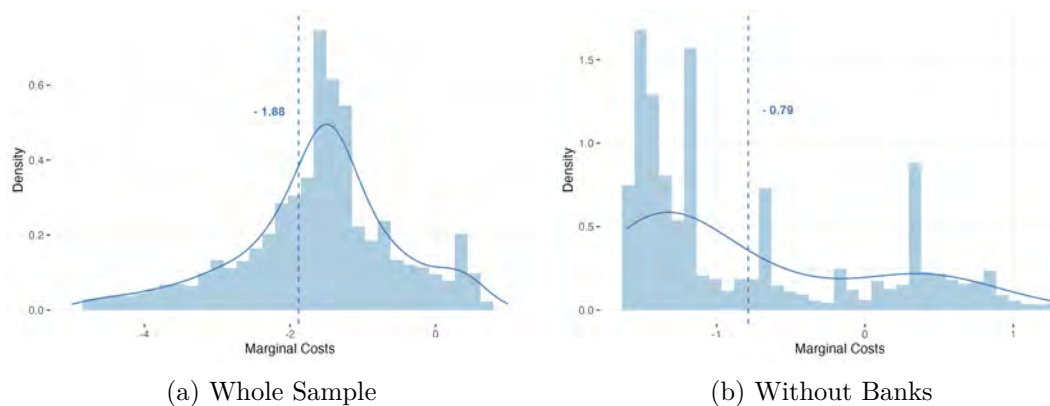 0.6-
0.4-
0.2-
0.0-
Density
- 1.88
-4
-2
0
Marginal Costs
(a) Whole Sample
1.5-
1.0-
0.5-
0.0-
Density
- 0.79
-1
0
1
Marginal Costs
(b) Without Banks